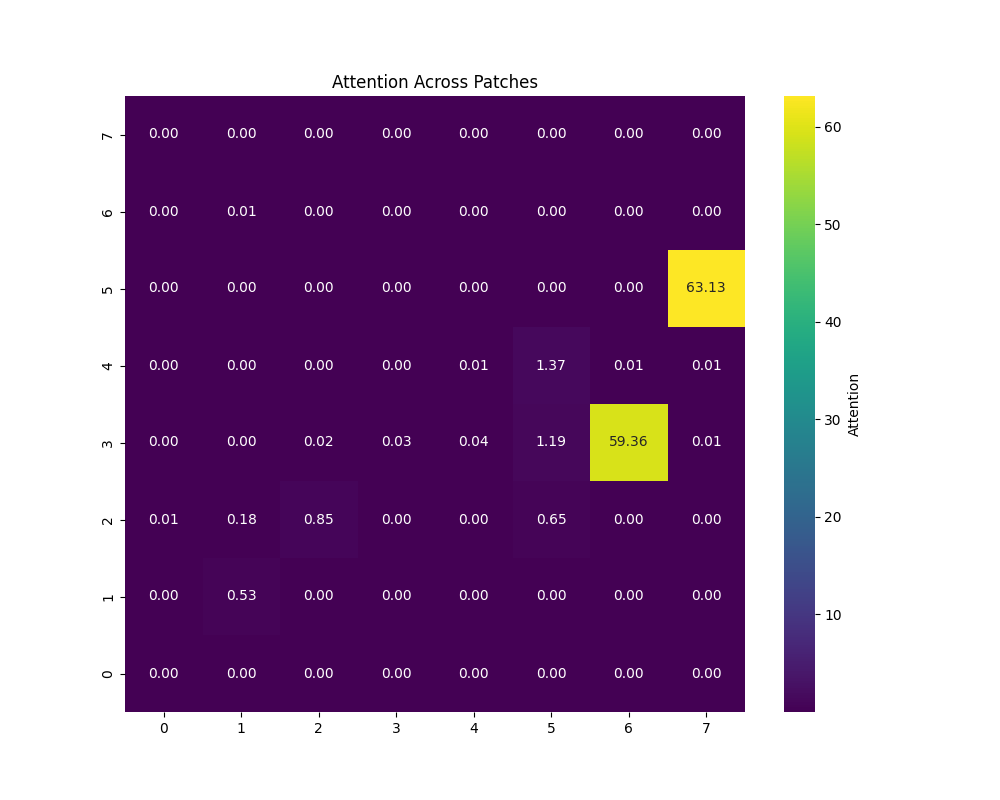 Attention Across Patches
7 0.00 0.00 0.00 0.00 0.00 0.00 0.00 0.00
60
6 0.00 0.01 0.00 0.00 0.00 0.00 0.00 0.00
50
5 0.00 0.00 0.00 0.00 0.00 0.00 0.00 63.13
40
4 0.00 0.00 0.00 0.00 0.01 1.37 0.01 0.01
Attention
30
3 0.00 0.00 0.02 0.03 0.04 1.19 59.36 0.01
20
2 0.01 0.18 0.85 0.00 0.00 0.65 0.00 0.00
1 0.00 0.53 0.00 0.00 0.00 0.00 0.00 0.00
10
0 0.00 0.00 0.00 0.00 0.00 0.00 0.00 0.00
0 1 2 3 4 5 6 7